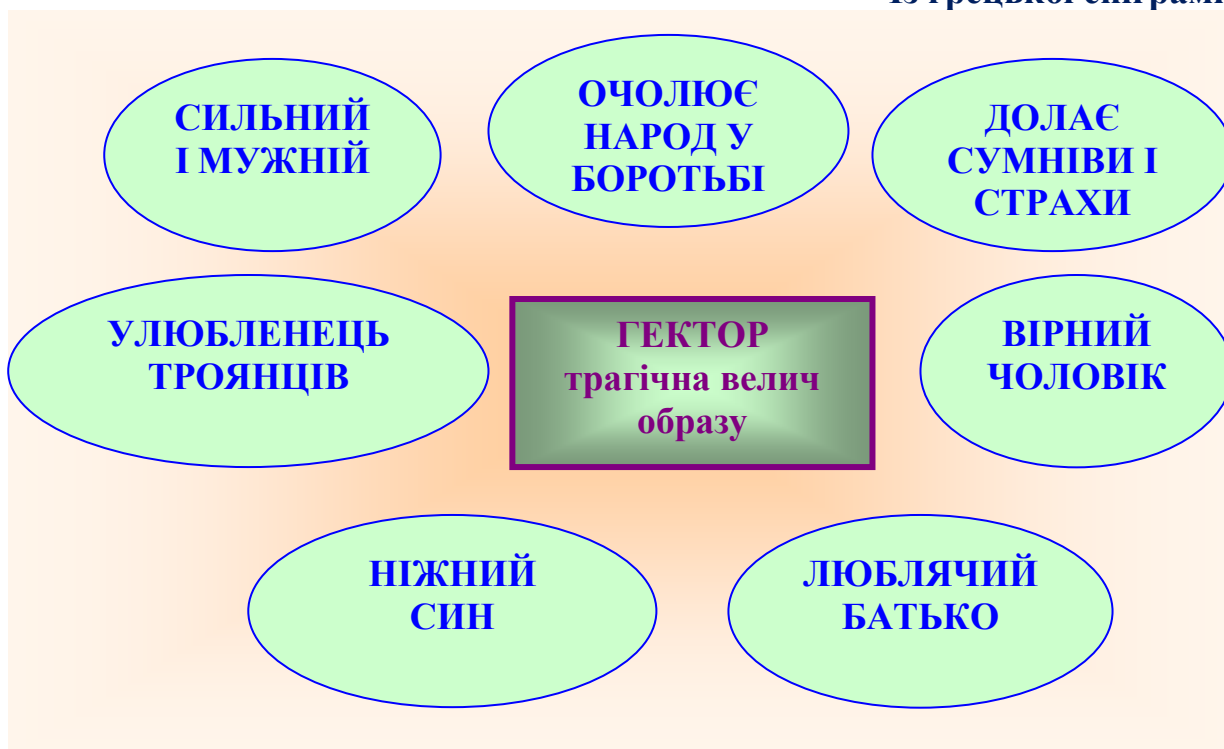 СИЛЬНИЙ
І МУЖНІЙ
ОЧОЛЮЄ
НАРОД У
БОРОТЬБІ
ДОЛАЄ
СУМНІВИ І
СТРАХИ
УЛЮБЛЕНЕЦЬ
ТРОЯНЦІВ
ГЕКТОР
трагічна велич
образу
ВІРНИЙ
ЧОЛОВІК
НІЖНИЙ
СИН
ЛЮБЛЯЧИЙ
БАТЬКО